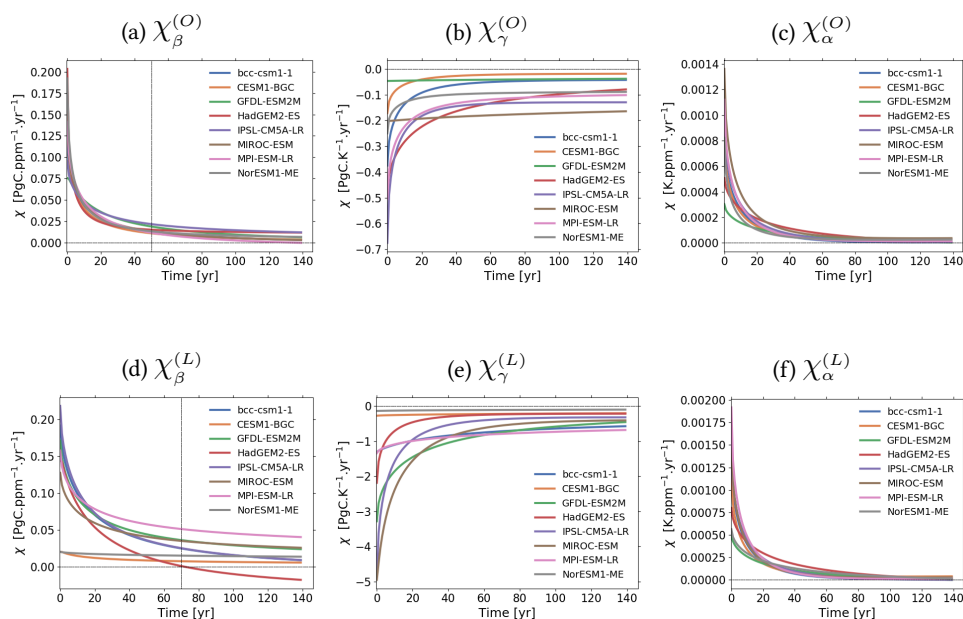 (a) χ_β^(O)
χ [PgC.ppm⁻¹.yr⁻¹]
0.200
0.175
0.150
0.125
0.100
0.075
0.050
0.025
0.000
bcc-csm1-1
CESM1-BGC
GFDL-ESM2M
HadGEM2-ES
IPSL-CM5A-LR
MIROC-ESM
MPI-ESM-LR
NorESM1-ME
0 20 40 60 80 100 120 140
Time [yr]
(b) χ_γ^(O)
χ [PgC.K⁻¹.yr⁻¹]
0.0
−0.1
−0.2
−0.3
−0.4
−0.5
−0.6
−0.7
bcc-csm1-1
CESM1-BGC
GFDL-ESM2M
HadGEM2-ES
IPSL-CM5A-LR
MIROC-ESM
MPI-ESM-LR
NorESM1-ME
0 20 40 60 80 100 120 140
Time [yr]
(c) χ_α^(O)
χ [K.ppm⁻¹.yr⁻¹]
0.0014
0.0012
0.0010
0.0008
0.0006
0.0004
0.0002
0.0000
bcc-csm1-1
CESM1-BGC
GFDL-ESM2M
HadGEM2-ES
IPSL-CM5A-LR
MIROC-ESM
MPI-ESM-LR
NorESM1-ME
0 20 40 60 80 100 120 140
Time [yr]
(d) χ_β^(L)
χ [PgC.ppm⁻¹.yr⁻¹]
0.20
0.15
0.10
0.05
0.00
bcc-csm1-1
CESM1-BGC
GFDL-ESM2M
HadGEM2-ES
IPSL-CM5A-LR
MIROC-ESM
MPI-ESM-LR
NorESM1-ME
0 20 40 60 80 100 120 140
Time [yr]
(e) χ_γ^(L)
χ [PgC.K⁻¹.yr⁻¹]
0
−1
−2
−3
−4
−5
bcc-csm1-1
CESM1-BGC
GFDL-ESM2M
HadGEM2-ES
IPSL-CM5A-LR
MIROC-ESM
MPI-ESM-LR
NorESM1-ME
0 20 40 60 80 100 120 140
Time [yr]
(f) χ_α^(L)
χ [K.ppm⁻¹.yr⁻¹]
0.00200
0.00175
0.00150
0.00125
0.00100
0.00075
0.00050
0.00025
0.00000
bcc-csm1-1
CESM1-BGC
GFDL-ESM2M
HadGEM2-ES
IPSL-CM5A-LR
MIROC-ESM
MPI-ESM-LR
NorESM1-ME
0 20 40 60 80 100 120 140
Time [yr]